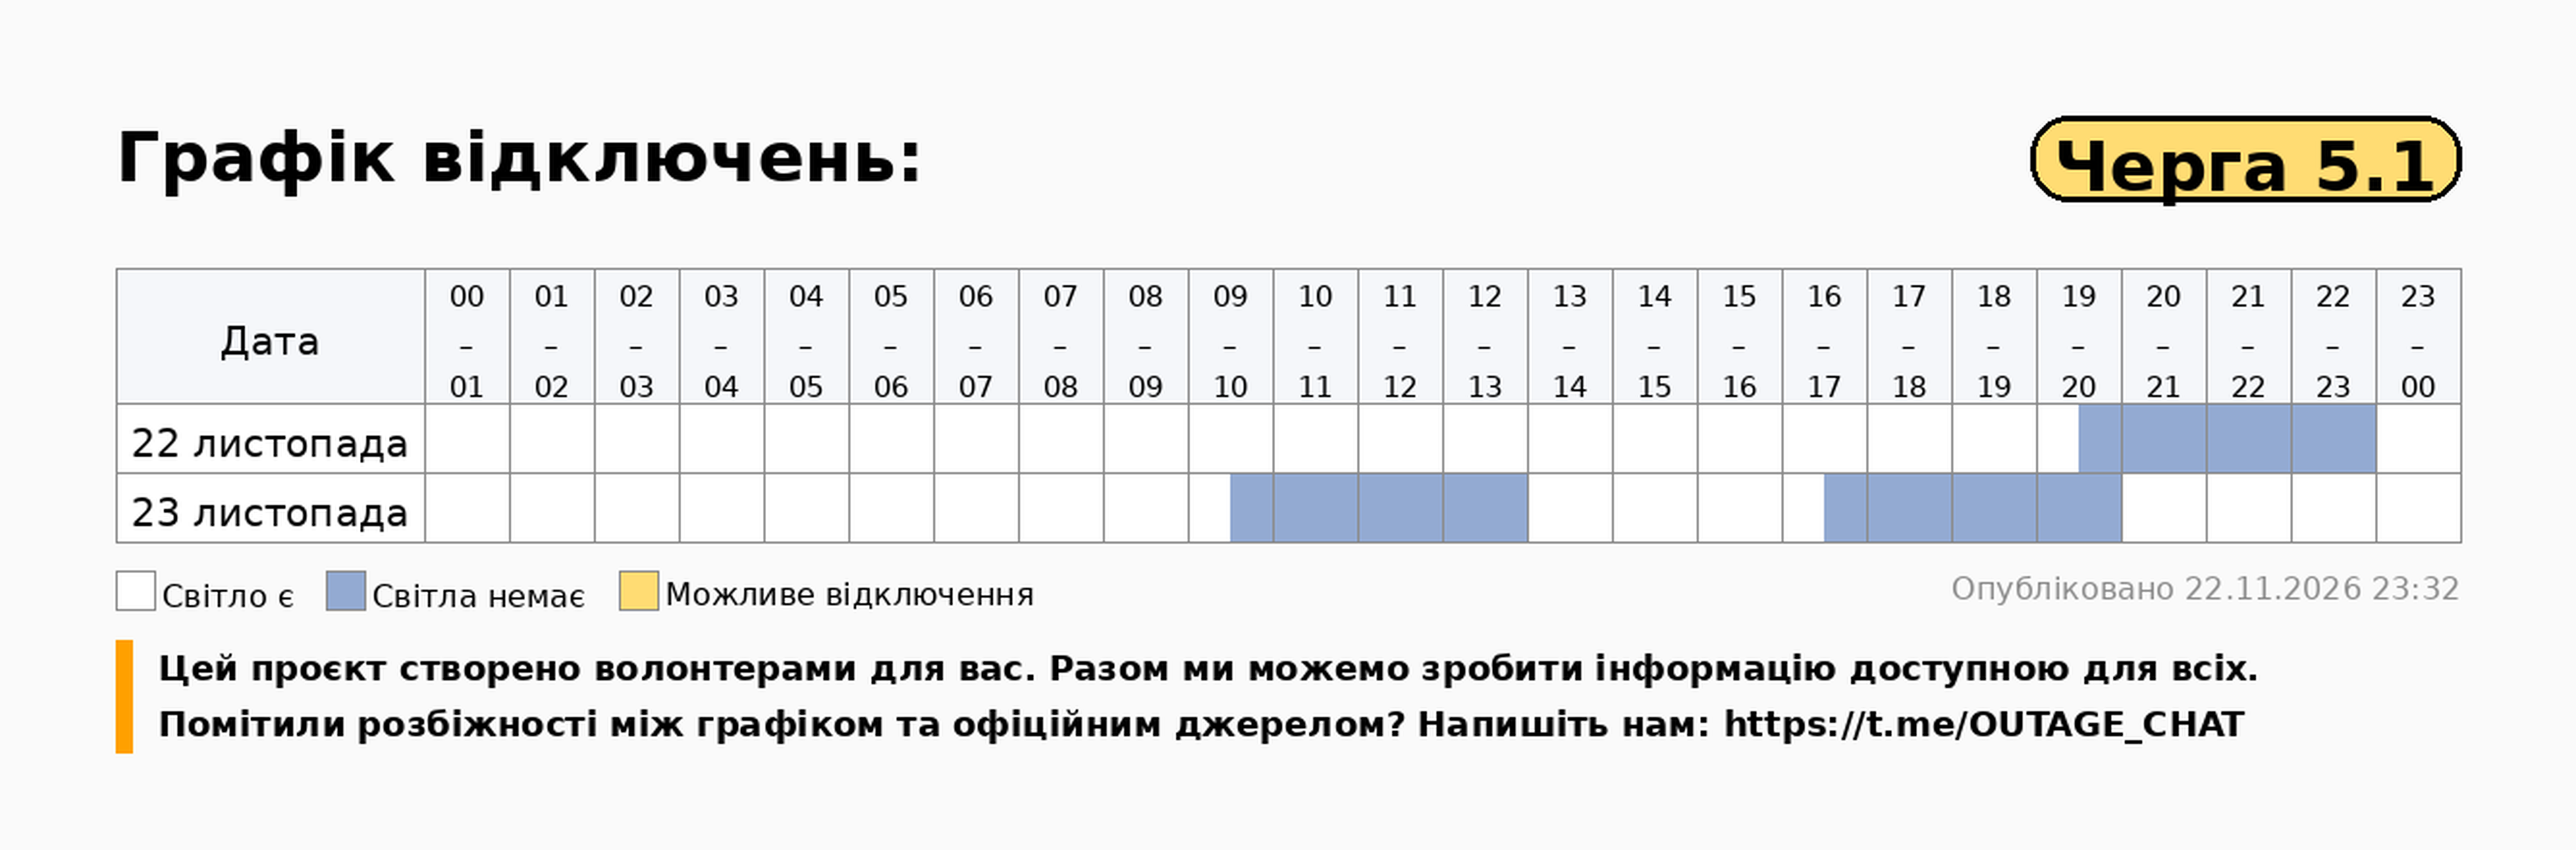 Графік відключень:
Черга 5.1
Дата
00 – 01
01 – 02
02 – 03
03 – 04
04 – 05
05 – 06
06 – 07
07 – 08
08 – 09
09 – 10
10 – 11
11 – 12
12 – 13
13 – 14
14 – 15
15 – 16
16 – 17
17 – 18
18 – 19
19 – 20
20 – 21
21 – 22
22 – 23
23 – 00
22 листопада
23 листопада
Світло є
Світла немає
Можливе відключення
Опубліковано 22.11.2026 23:32
Цей проєкт створено волонтерами для вас. Разом ми можемо зробити інформацію доступною для всіх.
Помітили розбіжності між графіком та офіційним джерелом? Напишіть нам: https://t.me/OUTAGE_CHAT